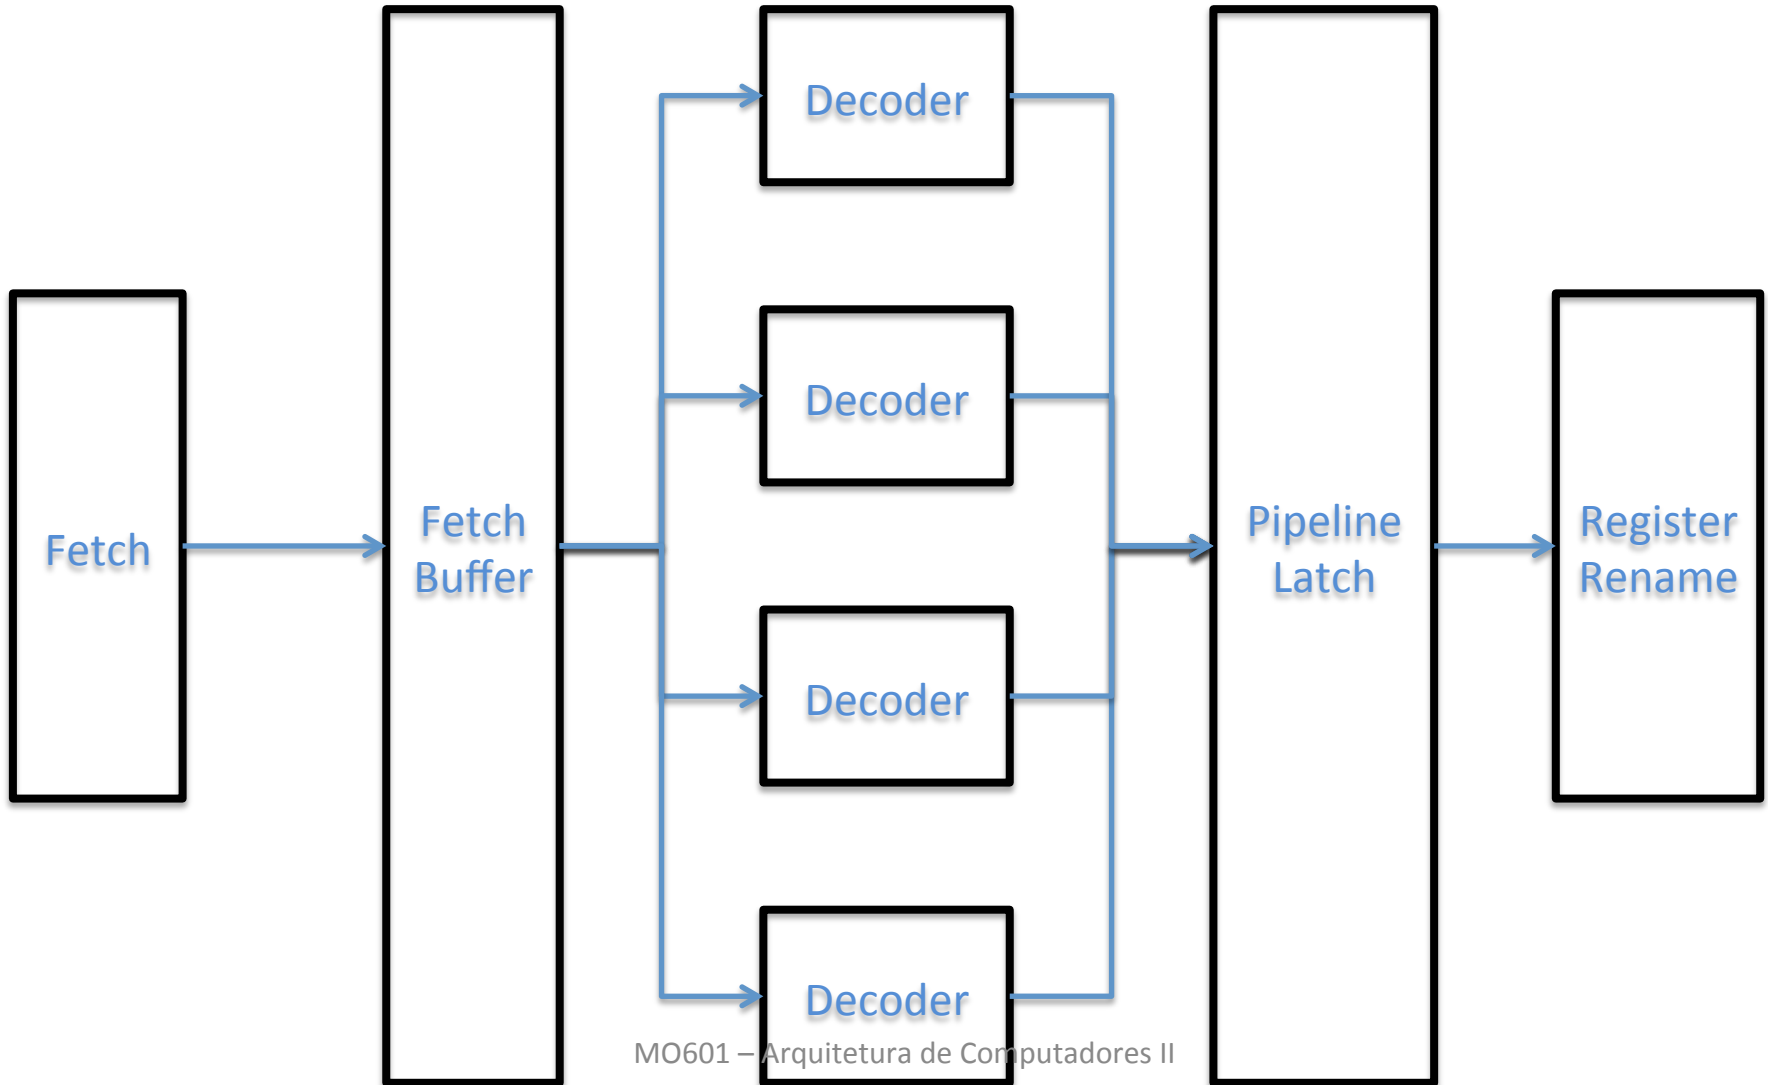 Fetch
Fetch
Buffer
Decoder
Decoder
Decoder
Decoder
Pipeline
Latch
Register
Rename
MO601 – Arquitetura de Computadores II